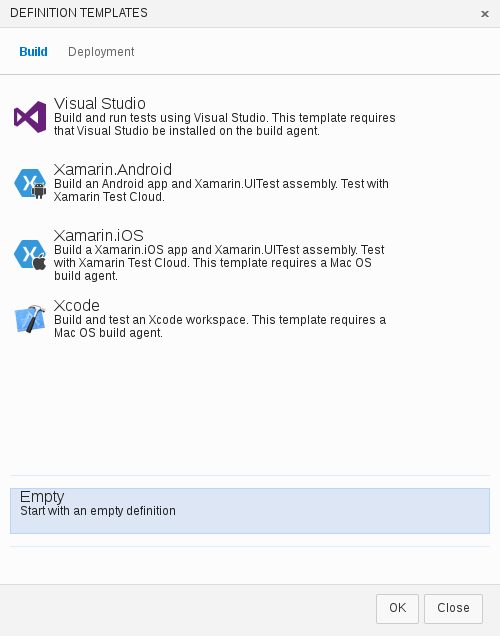 DEFINITION TEMPLATES
Build Deployment
Visual Studio
Build and run tests using Visual Studio. This template requires
that Visual Studio be installed on the build agent.
Xamarin.Android
Build an Android app and Xamarin.UITest assembly. Test with
Xamarin Test Cloud.
Xamarin.iOS
Build a Xamarin.iOS app and Xamarin.UITest assembly. Test
with Xamarin Test Cloud. This template requires a Mac OS
build agent.
Xcode
Build and test an Xcode workspace. This template requires a
Mac OS build agent.
Empty
Start with an empty definition
OK Close